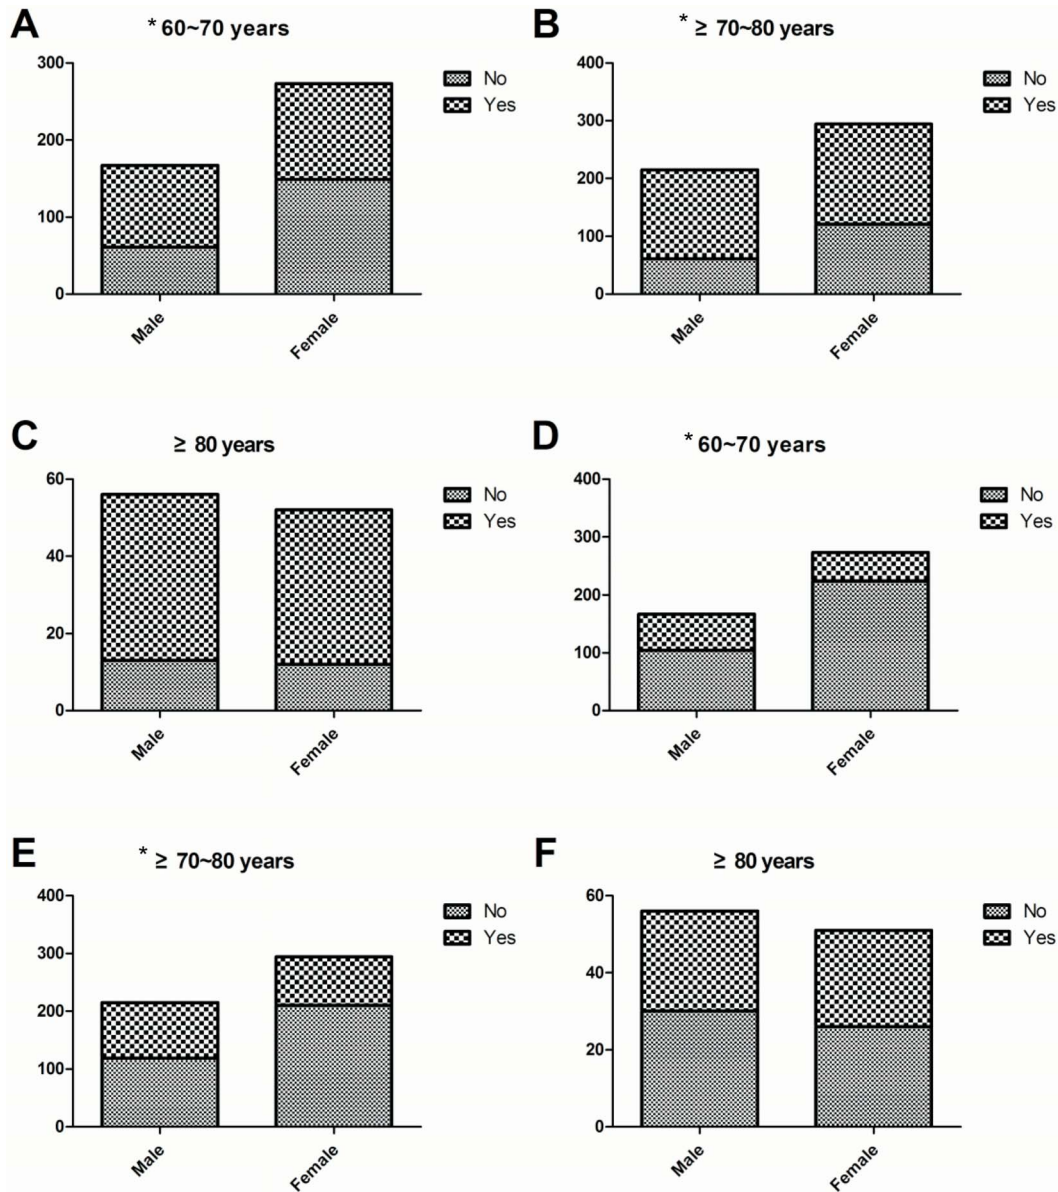 A
* 60~70 years
300
200
100
0
Male
Female
No
Yes
B
* ≥ 70~80 years
400
300
200
100
0
Male
Female
No
Yes
C
≥ 80 years
60
40
20
0
Male
Female
No
Yes
D
* 60~70 years
400
300
200
100
0
Male
Female
No
Yes
E
* ≥ 70~80 years
400
300
200
100
0
Male
Female
No
Yes
F
≥ 80 years
60
40
20
0
Male
Female
No
Yes